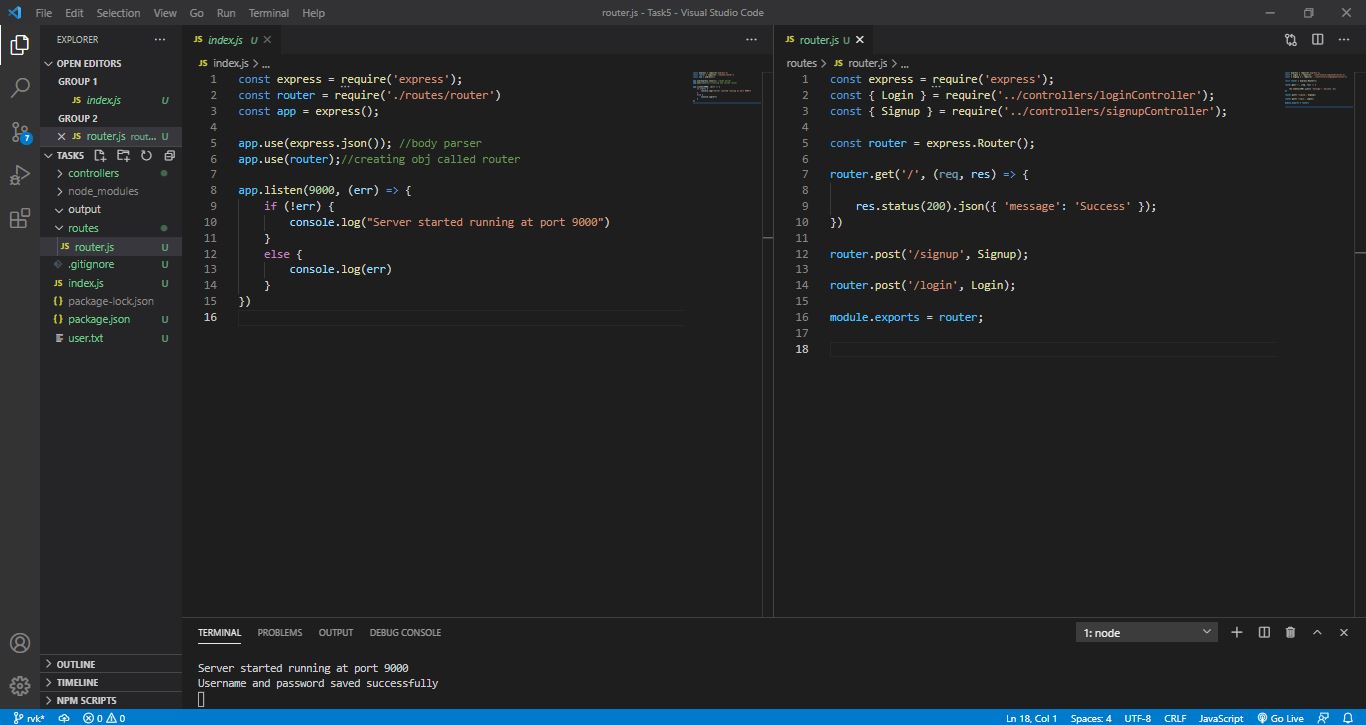 File Edit Selection View Go Run Terminal Help router.js - Task5 - Visual Studio Code
EXPLORER ...
OPEN EDITORS
GROUP 1
JS index.js U
GROUP 2
JS router.js rout... U
TASK5
controllers
node_modules
output
routes
JS router.js U
.gitignore U
JS index.js U
{} package-lock.json
{} package.json U
user.txt U
OUTLINE
TIMELINE
NPM SCRIPTS
7
JS index.js U ...
JS index.js > ...
1 const express = require('express');
2 const router = require('./routes/router')
3 const app = express();
4
5 app.use(express.json()); //body parser
6 app.use(router);//creating obj called router
7
8 app.listen(9000, (err) => {
9 if (!err) {
10 console.log("Server started running at port 9000")
11 }
12 else {
13 console.log(err)
14 }
15 })
16
JS router.js U ...
routes > JS router.js > ...
1 const express = require('express');
2 const { Login } = require('../controllers/loginController');
3 const { Signup } = require('../controllers/signupController');
4
5 const router = express.Router();
6
7 router.get('/', (req, res) => {
8
9 res.status(200).json({ 'message': 'Success' });
10 })
11
12 router.post('/signup', Signup);
13
14 router.post('/login', Login);
15
16 module.exports = router;
17
18
TERMINAL PROBLEMS OUTPUT DEBUG CONSOLE 1: node
Server started running at port 9000
Username and password saved successfully
rvk* 0 0 Ln 18, Col 1 Spaces: 4 UTF-8 CRLF JavaScript Go Live